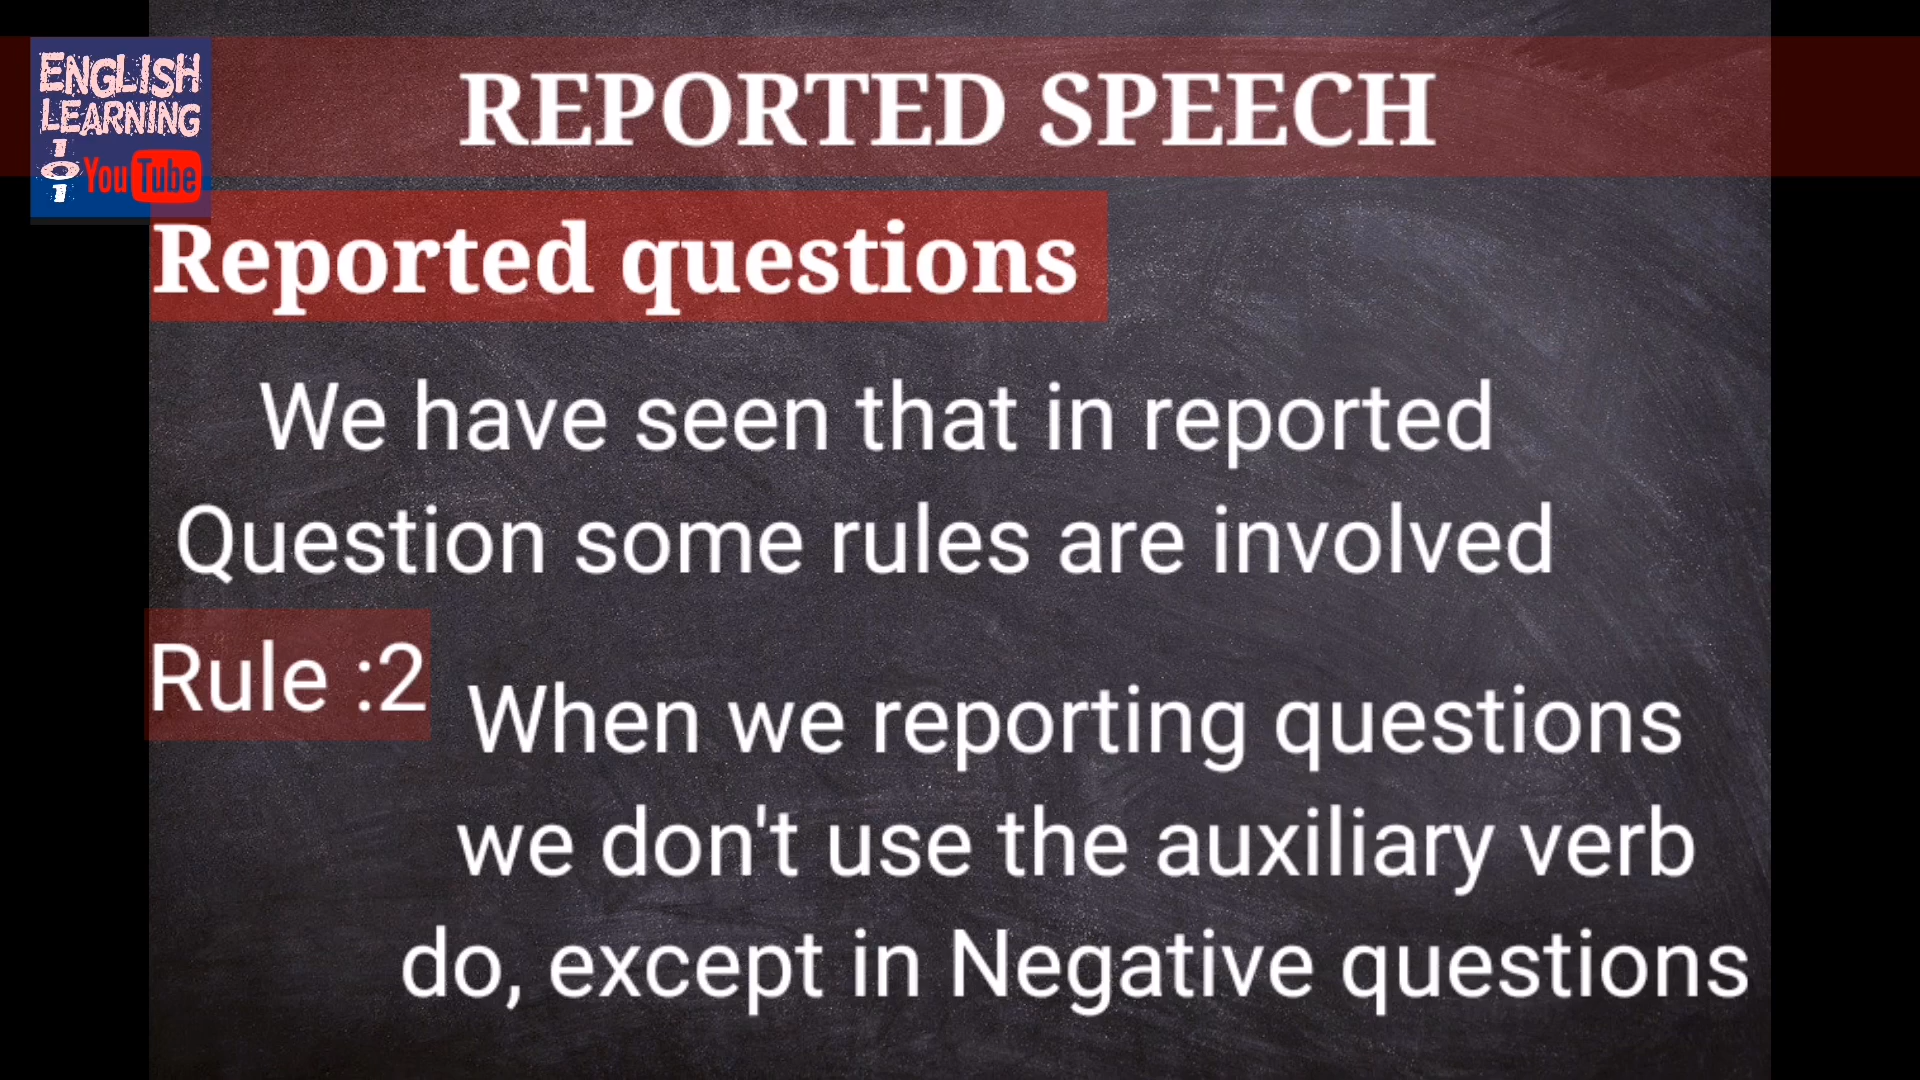 ENGLISH
LEARNING
101
YouTube
REPORTED SPEECH
Reported questions
We have seen that in reported
Question some rules are involved
Rule :2
When we reporting questions
we don't use the auxiliary verb
do, except in Negative questions